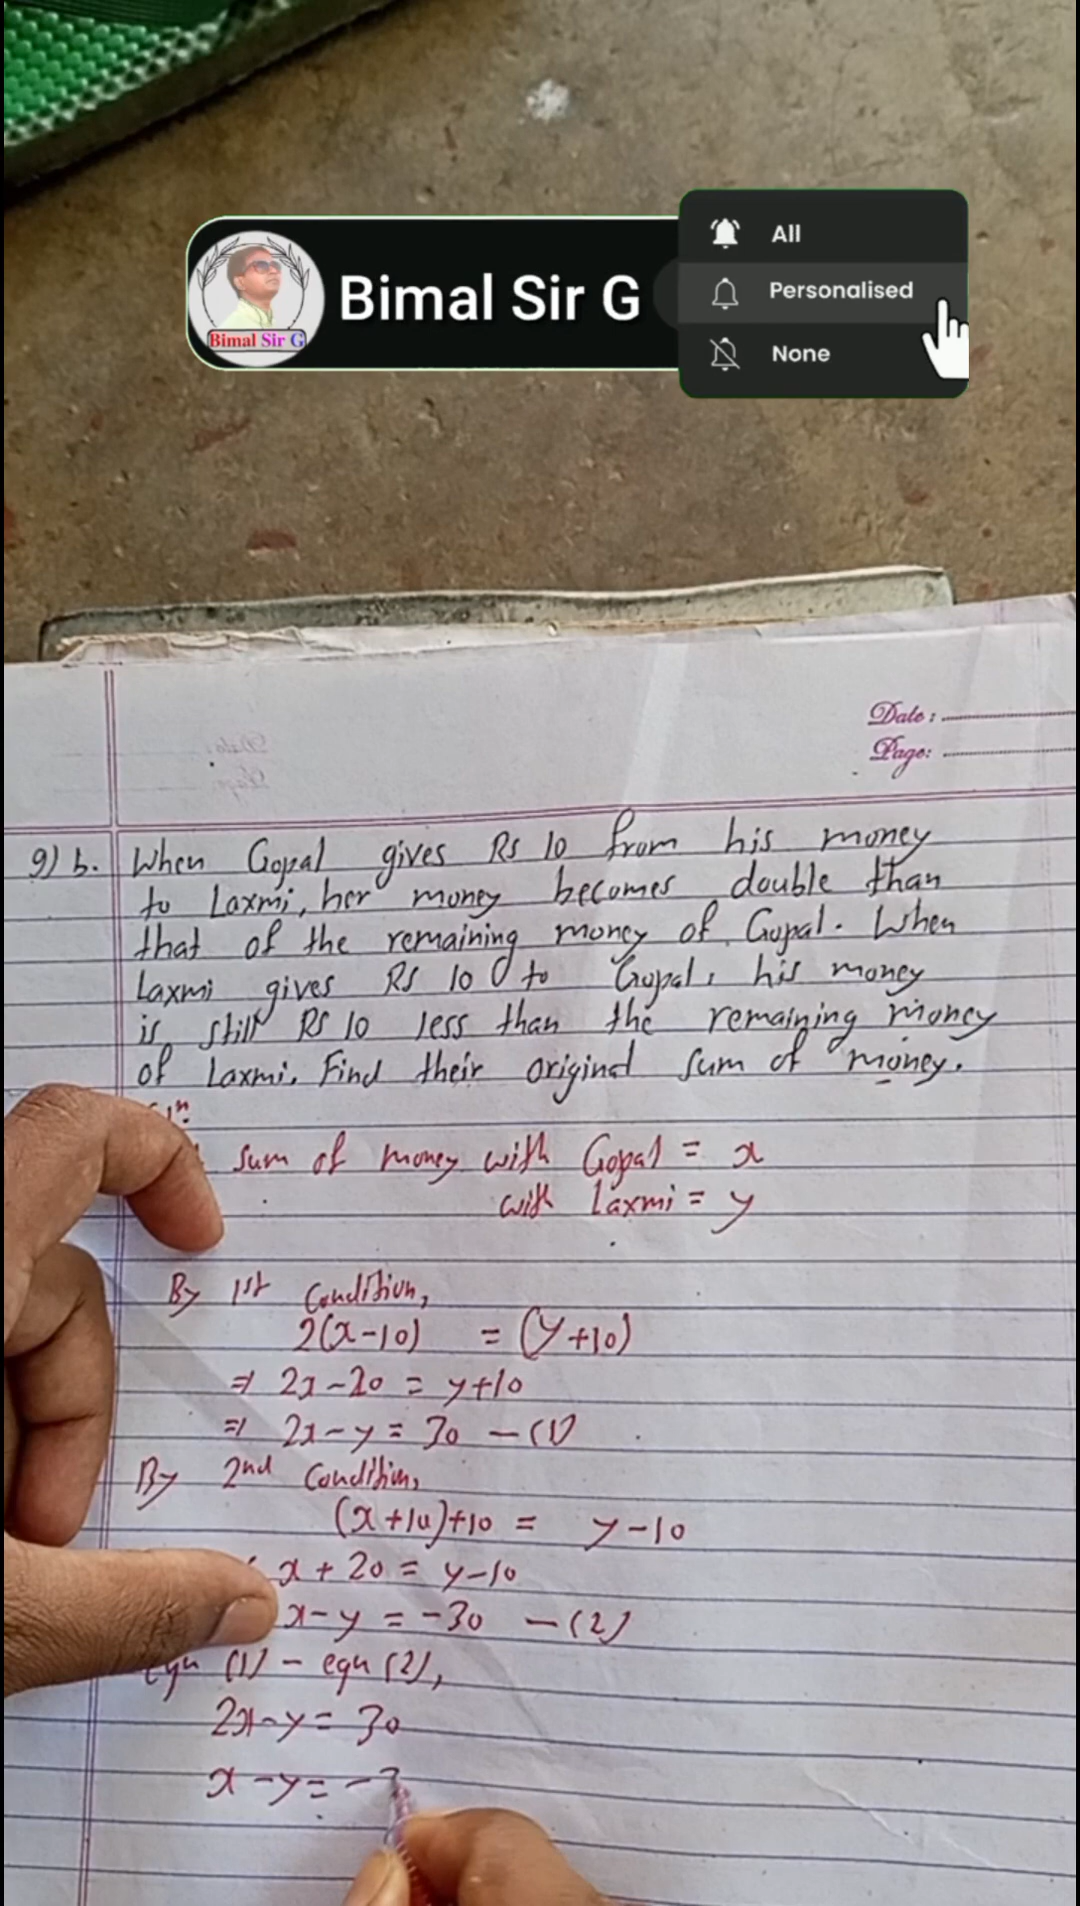 All
Personalised
None
Bimal Sir G
Bimal Sir G
Date:
Page:
9) b. When Gopal gives Rs 10 from his money
to Laxmi, her money becomes double than
that of the remaining money of Gopal. When
Laxmi gives Rs 10 to Gopal, his money
is still Rs 10 less than the remaining money
of Laxmi. Find their original sum of money.
sum of money with Gopal = x
with Laxmi = y
By 1st Condition,
2(x-10) = (y+10)
⇒ 2x-20 = y+10
⇒ 2x-y = 30 -(1)
By 2nd Condition,
(x+10)+10 = y-10
x + 20 = y-10
x-y = -30 -(2)
Eqn (1) - eqn (2),
2x-y = 30
x-y = -3